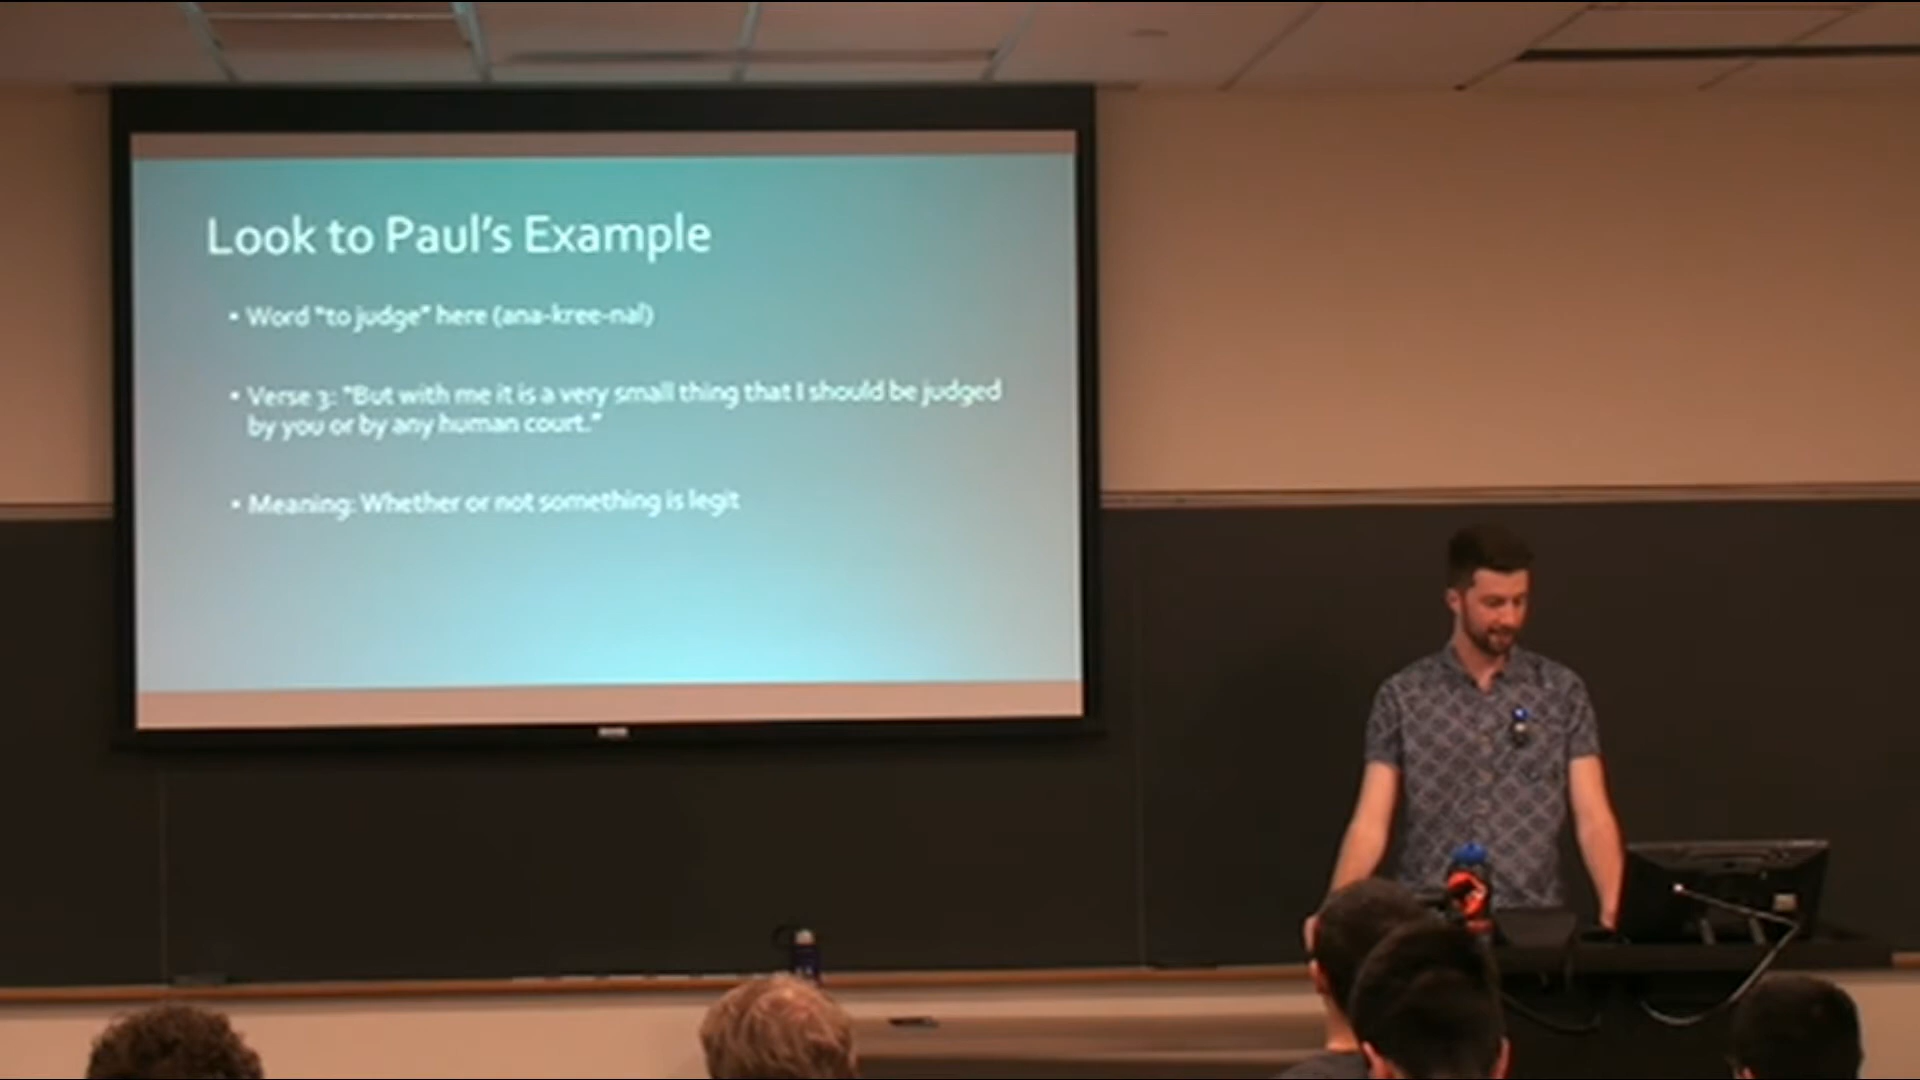 Look to Paul's Example
• Word "to judge" here (ana-kree-nal)
• Verse 3: "But with me it is a very small thing that I should be judged
by you or by any human court."
• Meaning: Whether or not something is legit